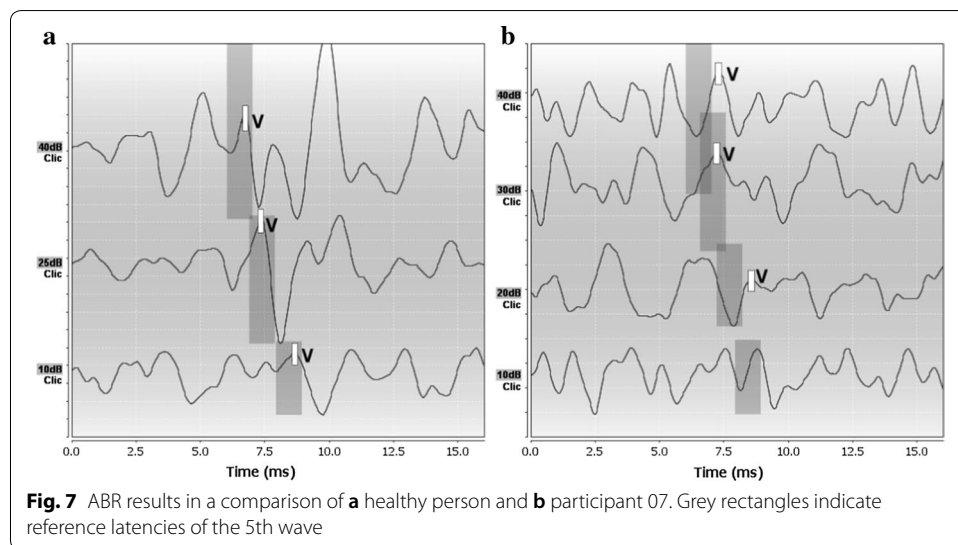 a
V
40dB
Clic
V
25dB
Clic
V
10dB
Clic
0.0 2.5 5.0 7.5 10.0 12.5 15.0
Time (ms)
b
V
40dB
Clic
V
30dB
Clic
V
20dB
Clic
10dB
Clic
0.0 2.5 5.0 7.5 10.0 12.5 15.0
Time (ms)
Fig. 7 ABR results in a comparison of a healthy person and b participant 07. Grey rectangles indicate
reference latencies of the 5th wave